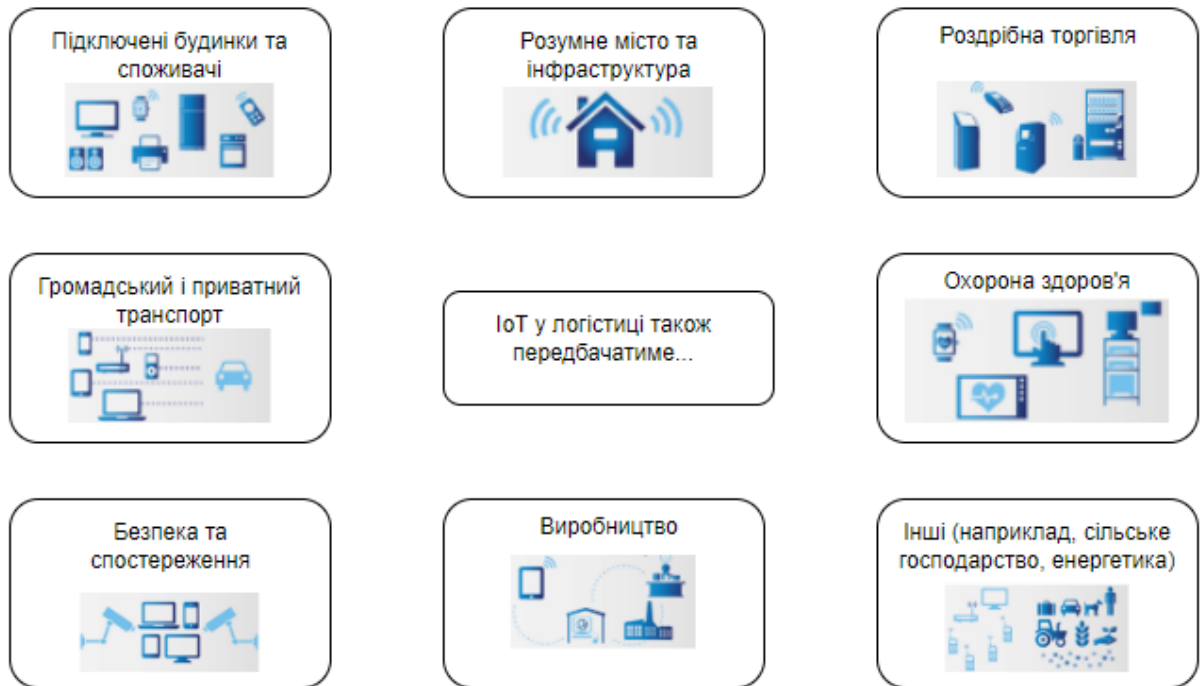 Підключені будинки та
споживачі
Розумне місто та
інфраструктура
Роздрібна торгівля
Громадський і приватний
транспорт
ІоТ у логістиці також
передбачатиме...
Охорона здоров'я
Безпека та
спостереження
Виробництво
Інші (наприклад, сільське
господарство, енергетика)